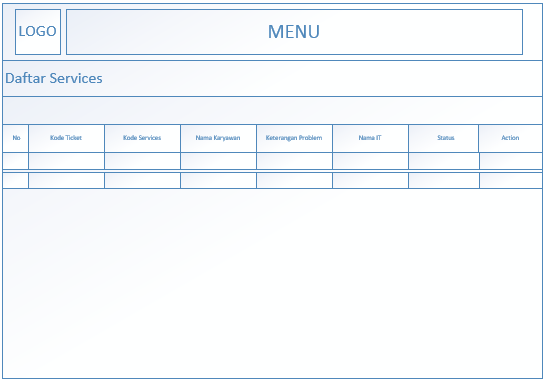 LOGO MENU
Daftar Services
No Kode Ticket Kode Services Nama Karyawan Keterangan Problem Nama IT Status Action